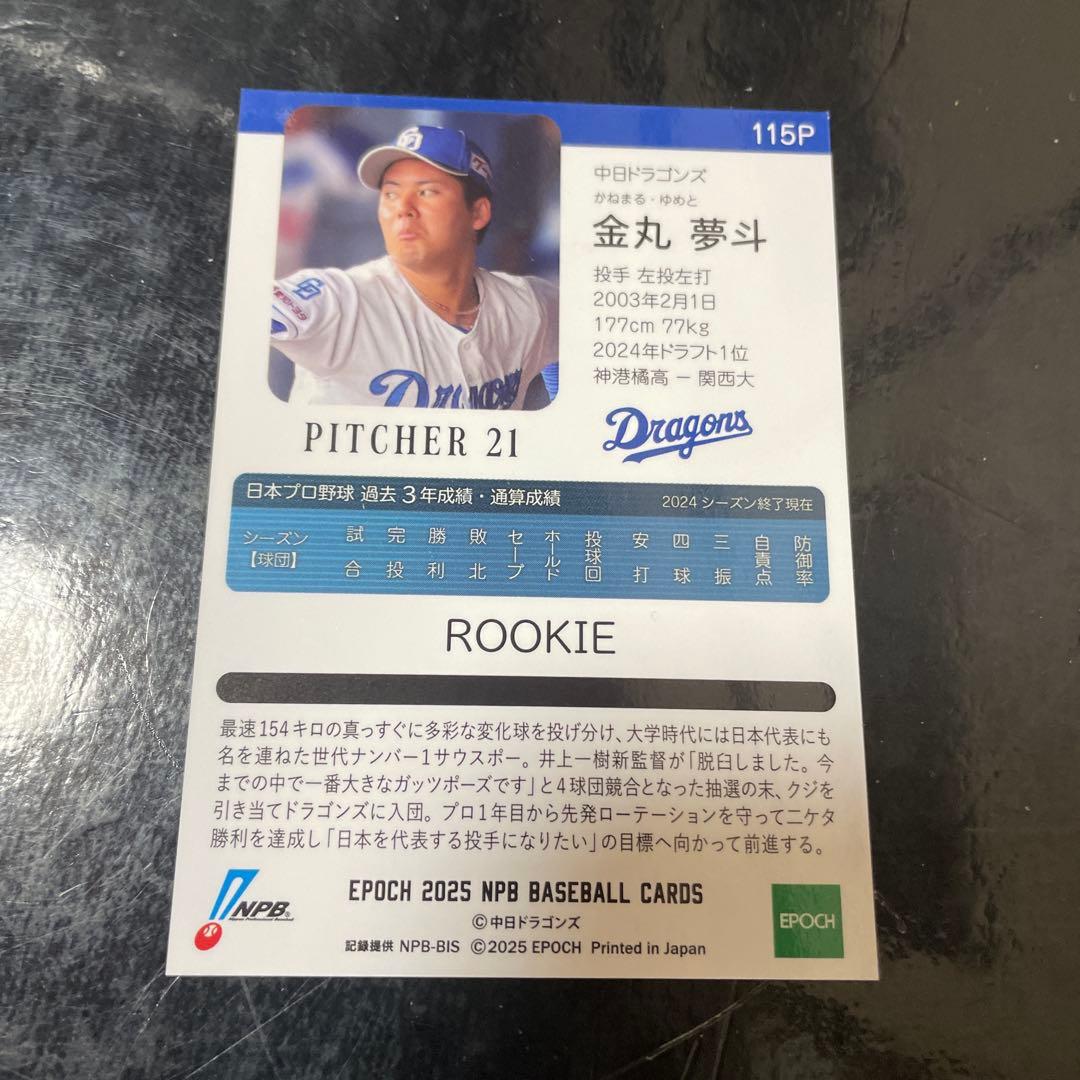 115P
中日ドラゴンズ
かねまる・ゆめと
金丸 夢斗
投手 左投左打
2003年2月1日
177cm 77kg
2024年ドラフト1位
神港橘高 － 関西大
PITCHER 21
Dragons
日本プロ野球 過去3年成績・通算成績
2024シーズン終了現在
シーズン【球団】 試合 完投 勝利 敗北 セーブ ホールド 投球回 安打 四球 三振 自責点 防御率
ROOKIE
最速154キロの真っすぐに多彩な変化球を投げ分け、大学時代には日本代表にも
名を連ねた世代ナンバー1サウスポー。井上一樹新監督が「脱臼しました。今
までの中で一番大きなガッツポーズです」と4球団競合となった抽選の末、クジを
引き当てドラゴンズに入団。プロ1年目から先発ローテーションを守って二ケタ
勝利を達成し「日本を代表する投手になりたい」の目標へ向かって前進する。
NPB
EPOCH 2025 NPB BASEBALL CARDS
©中日ドラゴンズ
記録提供 NPB-BIS ©2025 EPOCH Printed in Japan
EPOCH